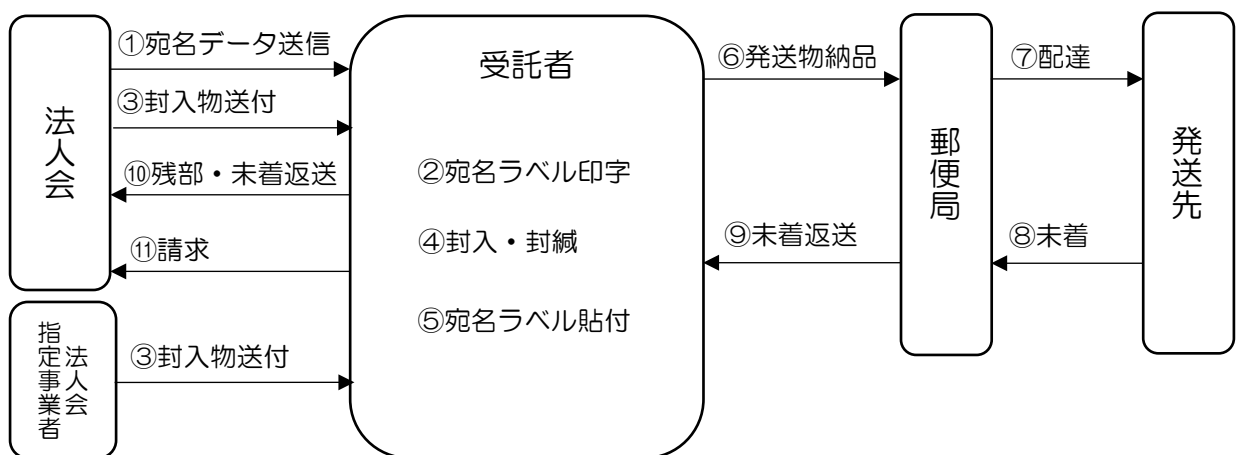 法人会
①宛名データ送信
③封入物送付
⑩残部・未着返送
⑪請求
法人会
指定事業者
③封入物送付
受託者
②宛名ラベル印字
④封入・封緘
⑤宛名ラベル貼付
⑥発送物納品
⑨未着返送
郵便局
⑦配達
⑧未着
発送先